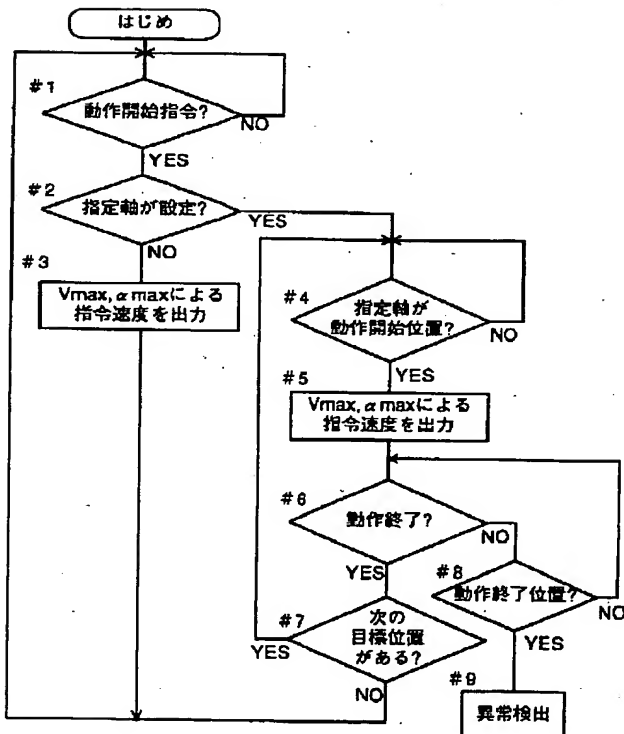 はじめ
#1
動作開始指令?
NO
YES
#2
指定軸が設定?
YES
NO
#3
Vmax,αmaxによる
指令速度を出力
#4
指定軸が
動作開始位置?
NO
YES
#5
Vmax,αmaxによる
指令速度を出力
#6
動作終了?
NO
YES
#8
動作終了位置?
NO
YES
#7
次の
目標位置
がある?
YES
NO
#9
異常検出